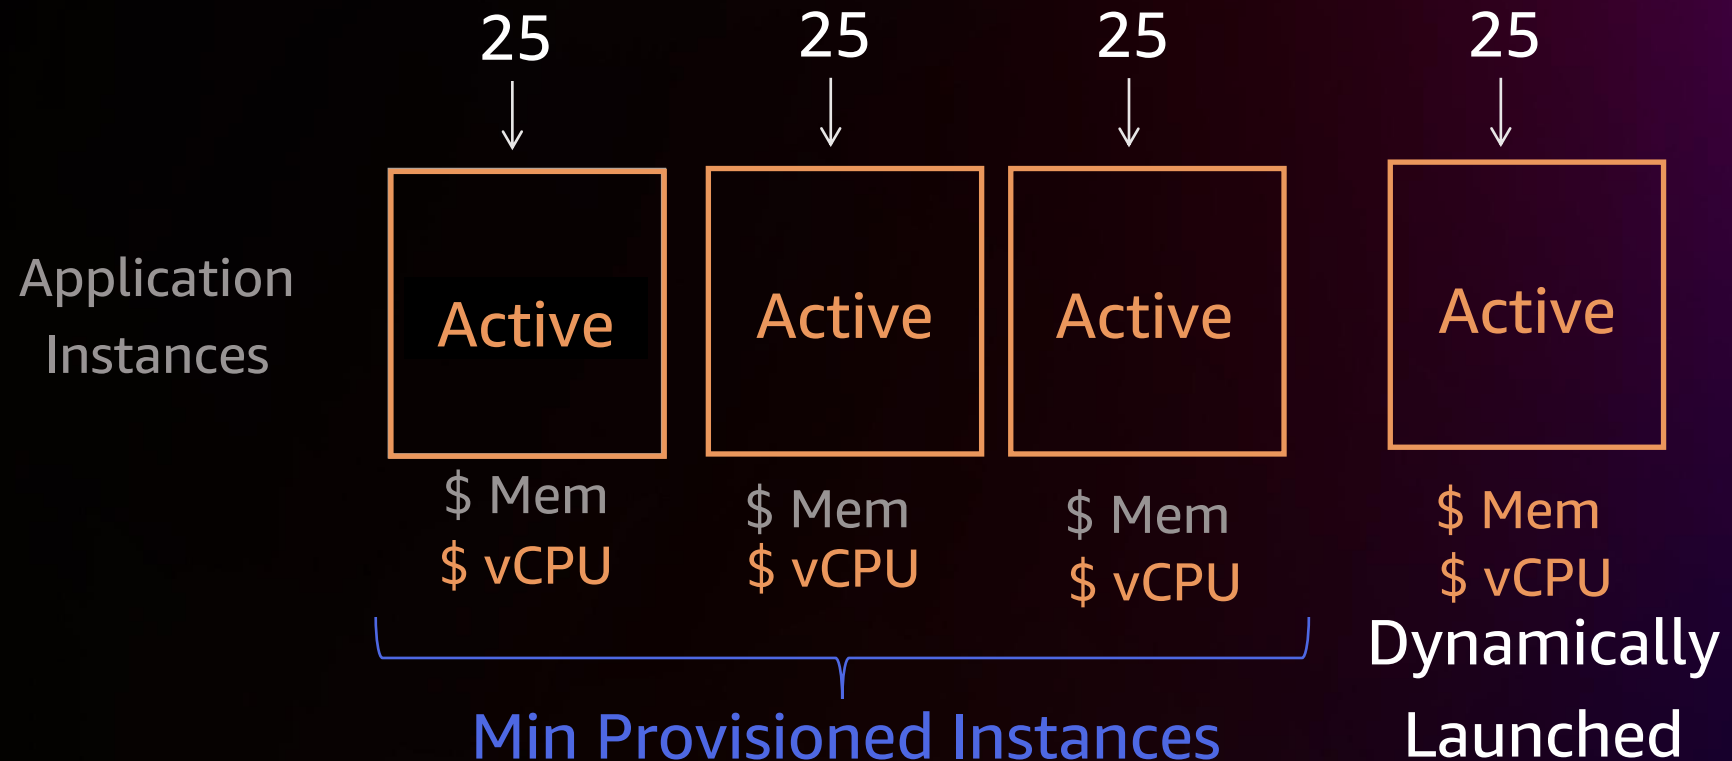 25 25 25 25
Application
Instances
Active Active Active Active
$ Mem $ Mem $ Mem $ Mem
$ vCPU $ vCPU $ vCPU $ vCPU
Min Provisioned Instances
Dynamically
Launched